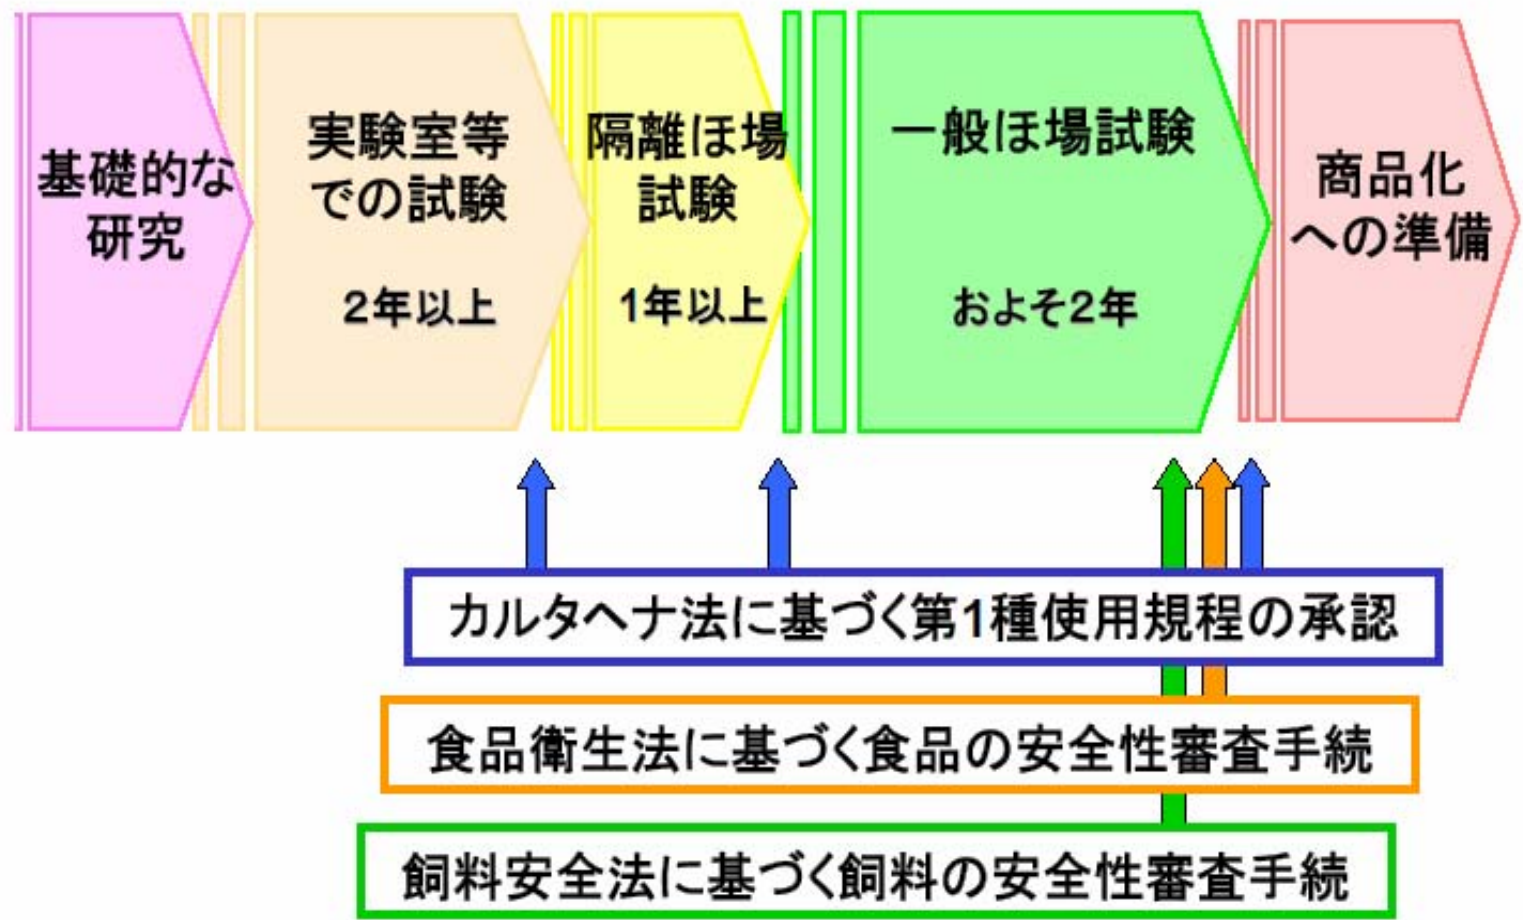 基礎的な
研究
実験室等
での試験
2年以上
隔離ほ場
試験
1年以上
一般ほ場試験
およそ2年
商品化
への準備
カルタヘナ法に基づく第1種使用規程の承認
食品衛生法に基づく食品の安全性審査手続
飼料安全法に基づく飼料の安全性審査手続